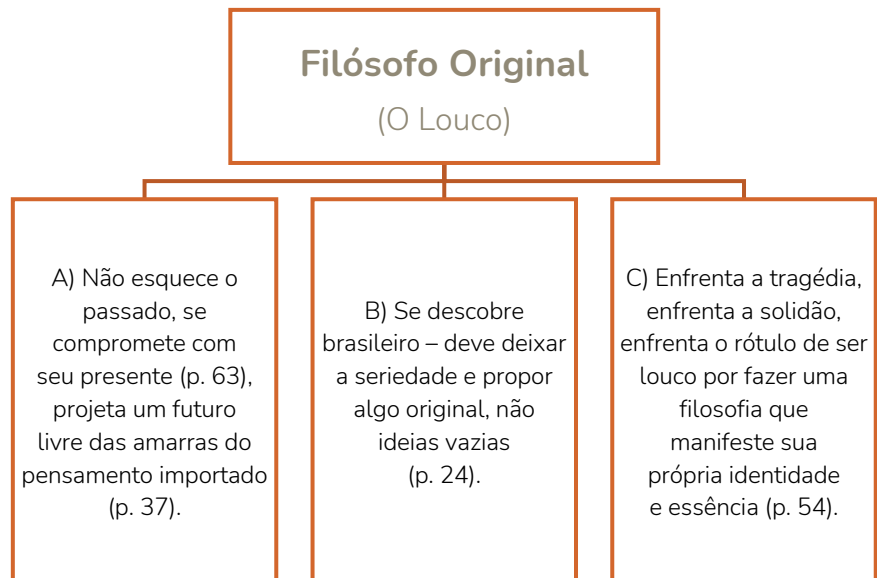 Filósofo Original
(O Louco)
A) Não esquece o
passado, se
compromete com
seu presente (p. 63),
projeta um futuro
livre das amarras do
pensamento importado
(p. 37).
B) Se descobre
brasileiro – deve deixar
a seriedade e propor
algo original, não
ideias vazias
(p. 24).
C) Enfrenta a tragédia,
enfrenta a solidão,
enfrenta o rótulo de ser
louco por fazer uma
filosofia que
manifeste sua
própria identidade
e essência (p. 54).